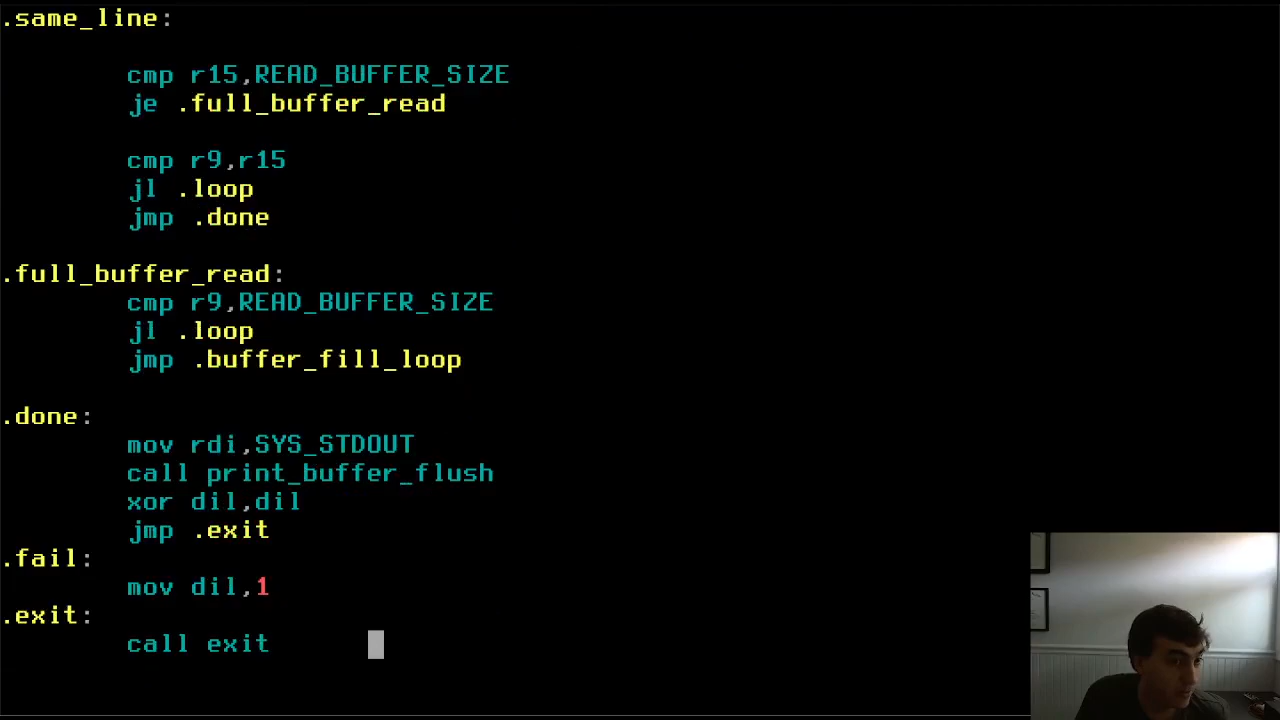 .same_line:
cmp r15,READ_BUFFER_SIZE
je .full_buffer_read
cmp r9,r15
jl .loop
jmp .done
.full_buffer_read:
cmp r9,READ_BUFFER_SIZE
jl .loop
jmp .buffer_fill_loop
.done:
mov rdi,SYS_STDOUT
call print_buffer_flush
xor dil,dil
jmp .exit
.fail:
mov dil,1
.exit:
call exit